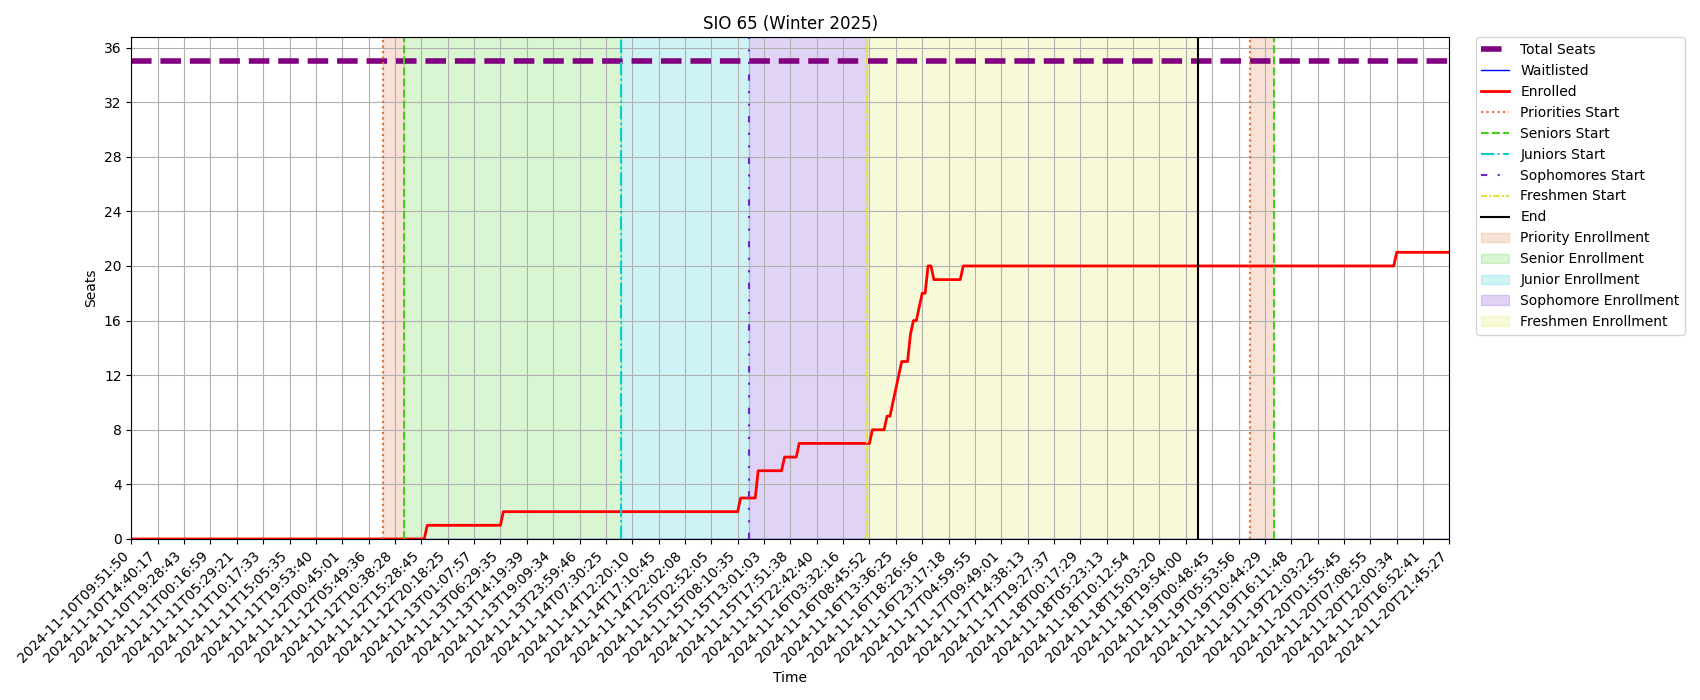 SIO 65 (Winter 2025)
36
32
28
24
20
16
12
8
4
0
Seats
2024-11-10T09:51:50
2024-11-10T14:40:17
2024-11-10T19:28:43
2024-11-11T00:16:59
2024-11-11T05:29:21
2024-11-11T10:17:33
2024-11-11T15:05:35
2024-11-11T19:53:40
2024-11-12T00:45:01
2024-11-12T05:49:36
2024-11-12T10:38:28
2024-11-12T15:28:45
2024-11-12T20:18:25
2024-11-13T01:07:57
2024-11-13T06:29:35
2024-11-13T14:19:39
2024-11-13T19:09:34
2024-11-13T23:59:46
2024-11-14T07:30:25
2024-11-14T12:20:10
2024-11-14T17:10:45
2024-11-14T22:02:08
2024-11-15T02:52:05
2024-11-15T08:10:35
2024-11-15T13:01:03
2024-11-15T17:51:38
2024-11-15T22:42:40
2024-11-16T03:32:16
2024-11-16T08:45:52
2024-11-16T13:36:25
2024-11-16T18:26:56
2024-11-16T23:17:18
2024-11-17T04:59:55
2024-11-17T09:49:01
2024-11-17T14:38:13
2024-11-17T19:27:37
2024-11-18T00:17:29
2024-11-18T05:23:13
2024-11-18T10:12:54
2024-11-18T15:03:20
2024-11-18T19:54:00
2024-11-19T00:48:45
2024-11-19T05:53:56
2024-11-19T10:44:29
2024-11-19T16:11:48
2024-11-19T21:03:22
2024-11-20T01:55:45
2024-11-20T07:08:55
2024-11-20T12:00:34
2024-11-20T16:52:41
2024-11-20T21:45:27
Time
Total Seats
Waitlisted
Enrolled
Priorities Start
Seniors Start
Juniors Start
Sophomores Start
Freshmen Start
End
Priority Enrollment
Senior Enrollment
Junior Enrollment
Sophomore Enrollment
Freshmen Enrollment